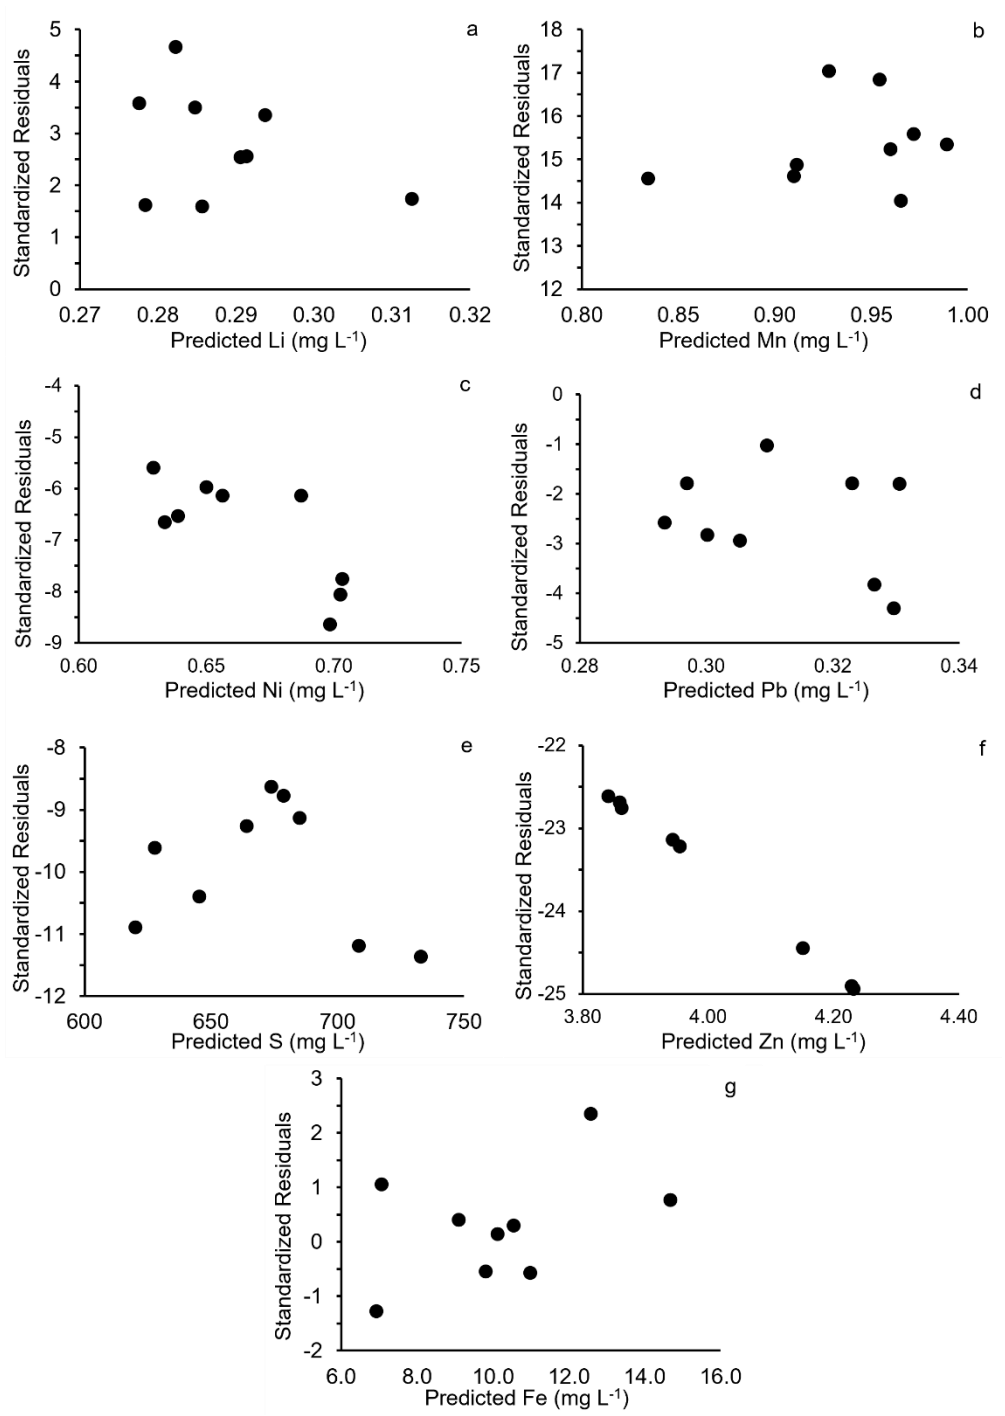 a
Standardized Residuals
5
4
3
2
1
0
0.27 0.28 0.29 0.30 0.31 0.32
Predicted Li (mg L⁻¹)
b
Standardized Residuals
18
17
16
15
14
13
12
0.80 0.85 0.90 0.95 1.00
Predicted Mn (mg L⁻¹)
c
Standardized Residuals
-4
-5
-6
-7
-8
-9
0.60 0.65 0.70 0.75
Predicted Ni (mg L⁻¹)
d
Standardized Residuals
0
-1
-2
-3
-4
-5
0.28 0.30 0.32 0.34
Predicted Pb (mg L⁻¹)
e
Standardized Residuals
-8
-9
-10
-11
-12
600 650 700 750
Predicted S (mg L⁻¹)
f
Standardized Residuals
-22
-23
-24
-25
3.80 4.00 4.20 4.40
Predicted Zn (mg L⁻¹)
g
Standardized Residuals
3
2
1
0
-1
-2
6.0 8.0 10.0 12.0 14.0 16.0
Predicted Fe (mg L⁻¹)